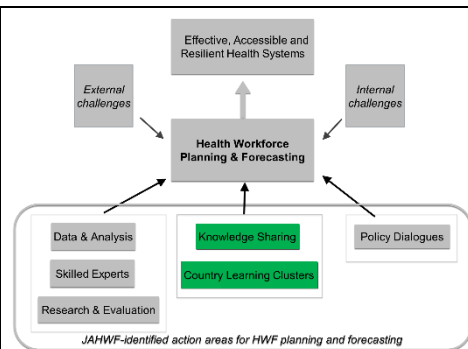 Effective, Accessible and
Resilient Health Systems
External
challenges
Internal
challenges
Health Workforce
Planning & Forecasting
Data & Analysis
Knowledge Sharing
Policy Dialogues
Skilled Experts
Country Learning Clusters
Research & Evaluation
JAHWF-identified action areas for HWF planning and forecasting